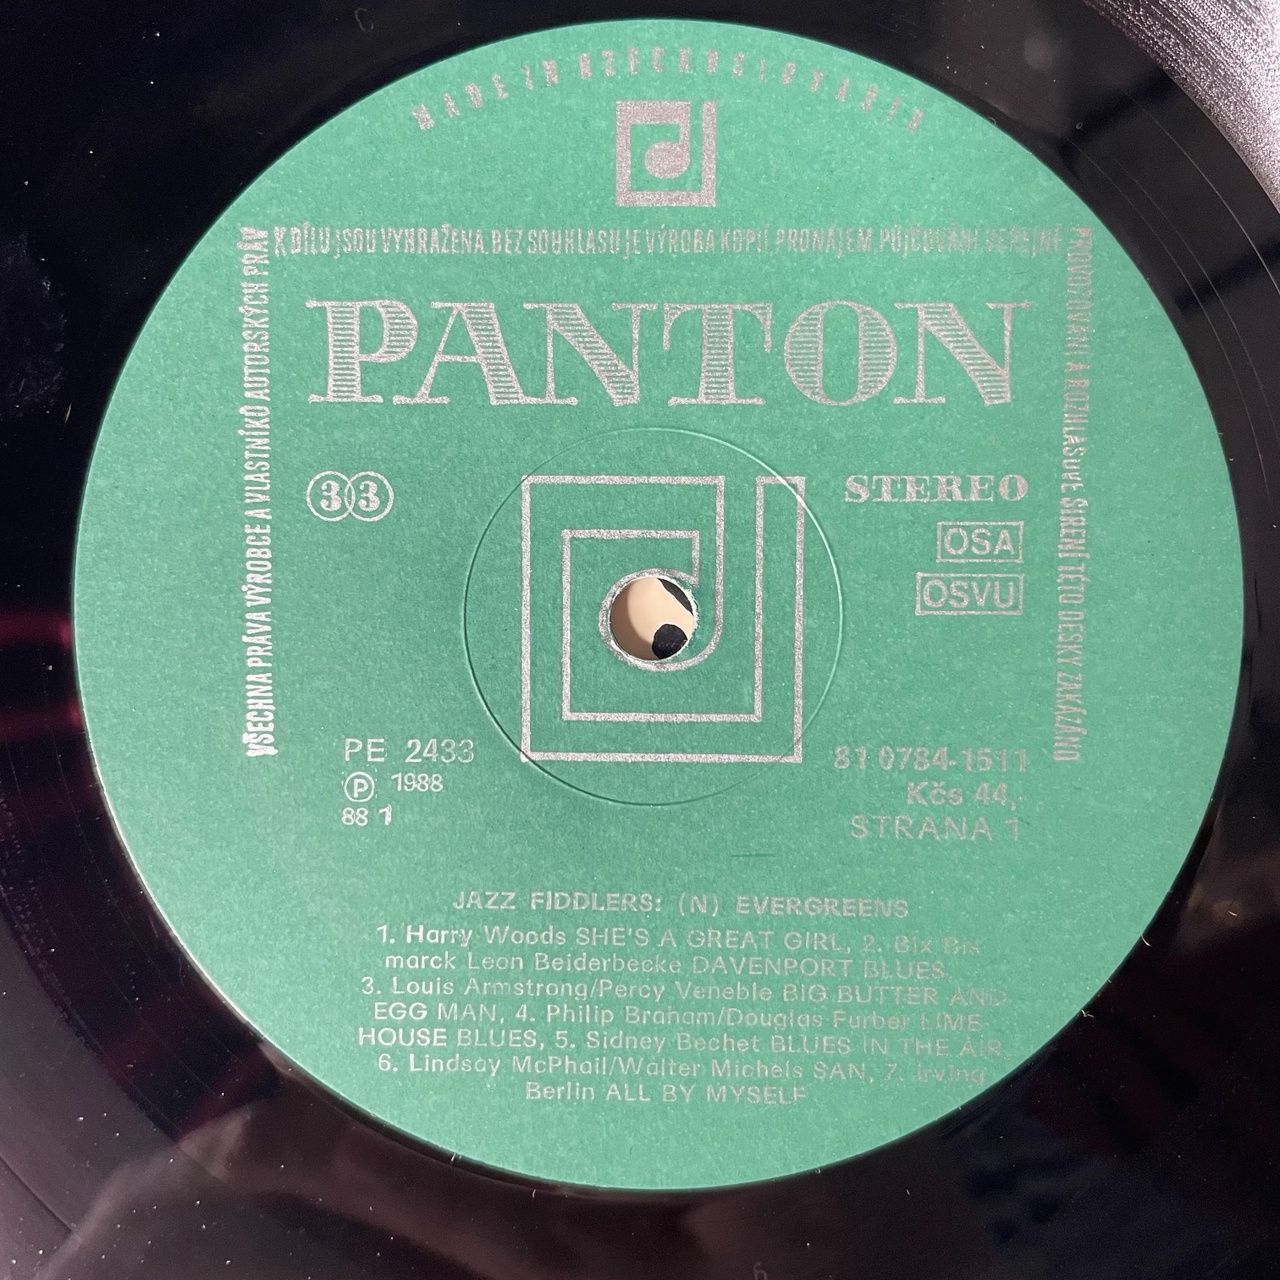 MADE IN CZECHOSLOVAKIA
VŠECHNA PRÁVA VÝROBCE A VLASTNÍKŮ AUTORSKÝCH PRÁV
K DÍLU JSOU VYHRAŽENA. BEZ SOUHLASU JE VÝROBA KOPIÍ, PRONÁJEM, PŮJČOVÁNÍ, VEŘEJNÉ
PROVOZOVÁNÍ A ROZHLASOVÉ ŠÍŘENÍ TÉTO DESKY ZAKÁZÁNO
PANTON
33
STEREO
OSA
OSVU
PE 2433
Ⓟ 1988
88 1
81 0784-1511
Kčs 44,-
STRANA 1
JAZZ FIDDLERS: (N) EVERGREENS
1. Harry Woods SHE'S A GREAT GIRL, 2. Bix Bis-
marck Leon Beiderbecke DAVENPORT BLUES,
3. Louis Armstrong/Percy Veneble BIG BUTTER AND
EGG MAN, 4. Philip Braham/Douglas Furber LIME-
HOUSE BLUES, 5. Sidney Bechet BLUES IN THE AIR,
6. Lindsay McPhail/Walter Michels SAN, 7. Irving
Berlin ALL BY MYSELF